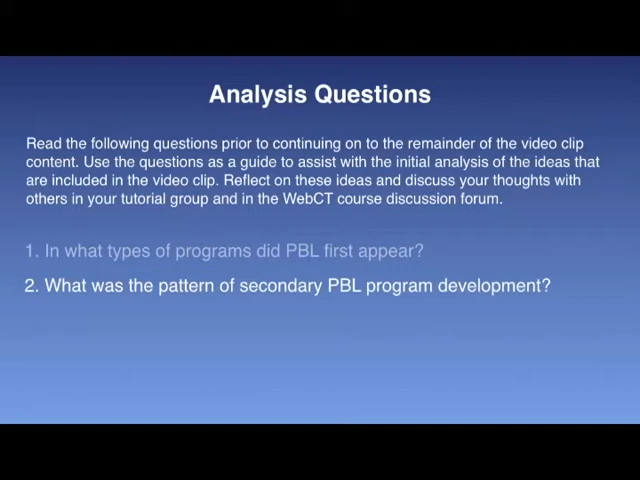 Analysis Questions
Read the following questions prior to continuing on to the remainder of the video clip
content. Use the questions as a guide to assist with the initial analysis of the ideas that
are included in the video clip. Reflect on these ideas and discuss your thoughts with
others in your tutorial group and in the WebCT course discussion forum.
1. In what types of programs did PBL first appear?
2. What was the pattern of secondary PBL program development?